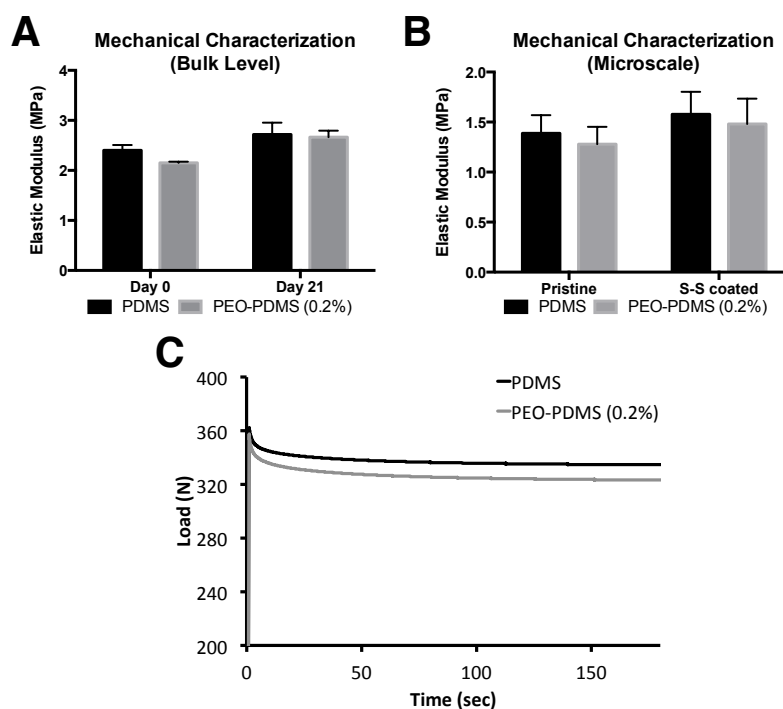 A
Mechanical Characterization
(Bulk Level)
Elastic Modulus (MPa)
4
3
2
1
0
Day 0
Day 21
PDMS
PEO-PDMS (0.2%)
B
Mechanical Characterization
(Microscale)
Elastic Modulus (MPa)
2.0
1.5
1.0
0.5
0.0
Pristine
S-S coated
PDMS
PEO-PDMS (0.2%)
C
Load (N)
400
360
320
280
240
200
PDMS
PEO-PDMS (0.2%)
0
50
100
150
Time (sec)